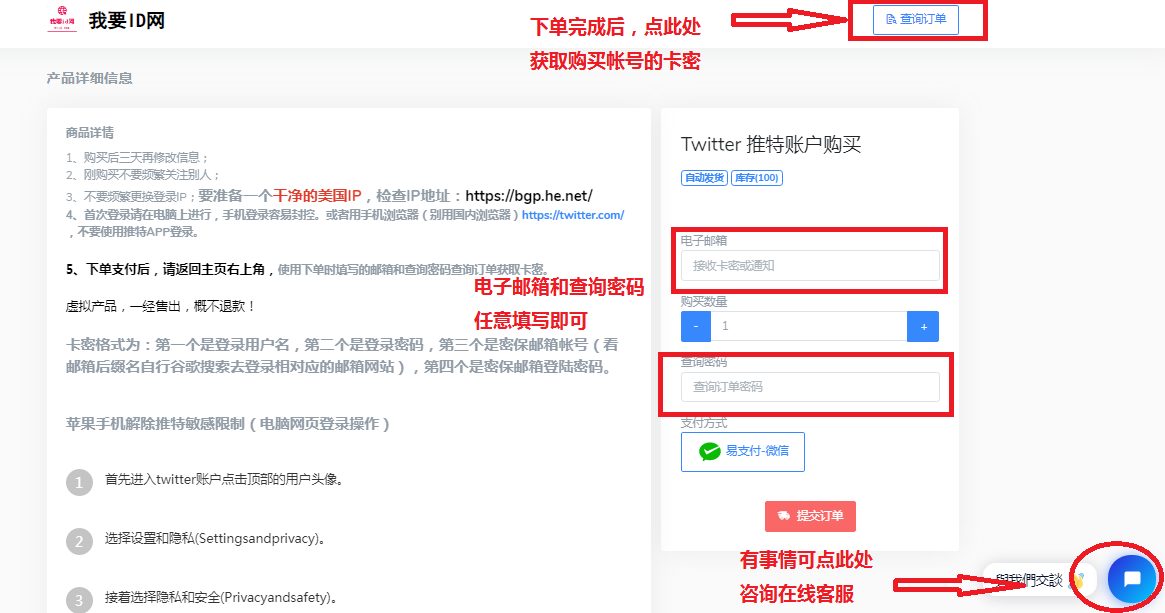 我要ID网
我要ID网
下单完成后，点此处
获取购买帐号的卡密
查询订单
产品详细信息
商品详情
1、购买后三天再修改信息；
2、刚购买不要频繁关注别人；
3、不要频繁更换登录IP；要准备一个干净的美国IP，检查IP地址：https://bgp.he.net/
4、首次登录请在电脑上进行，手机登录容易封控。或者用手机浏览器（别用国内浏览器）https://twitter.com/
，不要使用推特APP登录。
5、下单支付后，请返回主页右上角，使用下单时填写的邮箱和查询密码查询订单获取卡密。
虚拟产品，一经售出，概不退款！
卡密格式为：第一个是登录用户名，第二个是登录密码，第三个是密保邮箱帐号（看
邮箱后缀名自行谷歌搜索去登录相对应的邮箱网站），第四个是密保邮箱登陆密码。
苹果手机解除推特敏感限制（电脑网页登录操作）
1 首先进入twitter账户点击顶部的用户头像。
2 选择设置和隐私(Settingsandprivacy)。
3 接着选择隐私和安全(Privacyandsafety)。
电子邮箱和查询密码
任意填写即可
Twitter 推特账户购买
自动发货 库存(100)
电子邮箱
接收卡密或通知
购买数量
- 1 +
查询密码
查询订单密码
支付方式
易支付-微信
提交订单
有事情可点此处
咨询在线客服
與我們交談